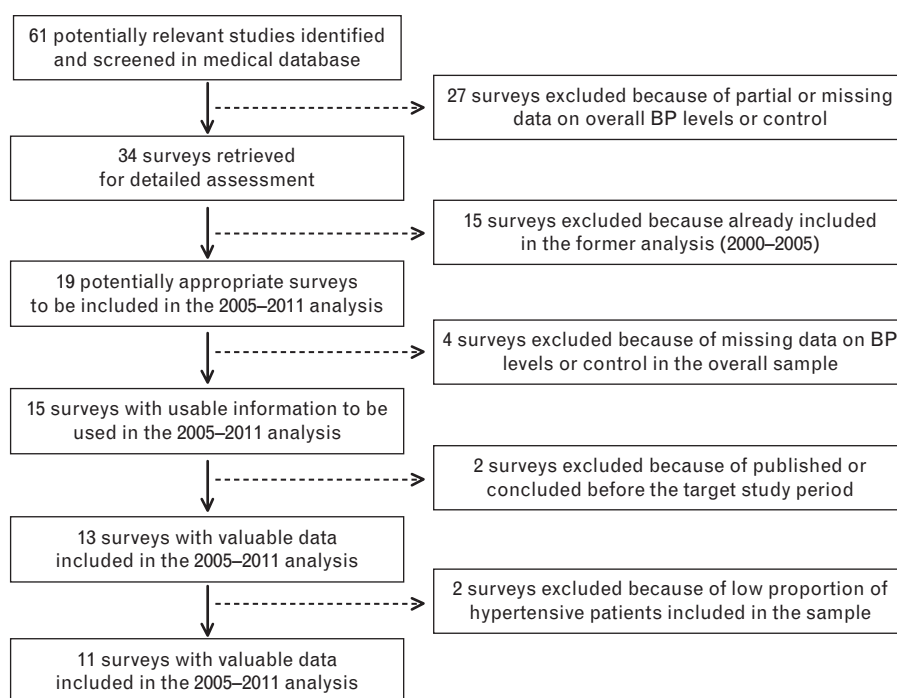 61 potentially relevant studies identified
and screened in medical database
27 surveys excluded because of partial or missing
data on overall BP levels or control
34 surveys retrieved
for detailed assessment
15 surveys excluded because already included
in the former analysis (2000–2005)
19 potentially appropriate surveys
to be included in the 2005–2011 analysis
4 surveys excluded because of missing data on BP
levels or control in the overall sample
15 surveys with usable information to be
used in the 2005–2011 analysis
2 surveys excluded because of published or
concluded before the target study period
13 surveys with valuable data
included in the 2005–2011 analysis
2 surveys excluded because of low proportion of
hypertensive patients included in the sample
11 surveys with valuable data
included in the 2005–2011 analysis